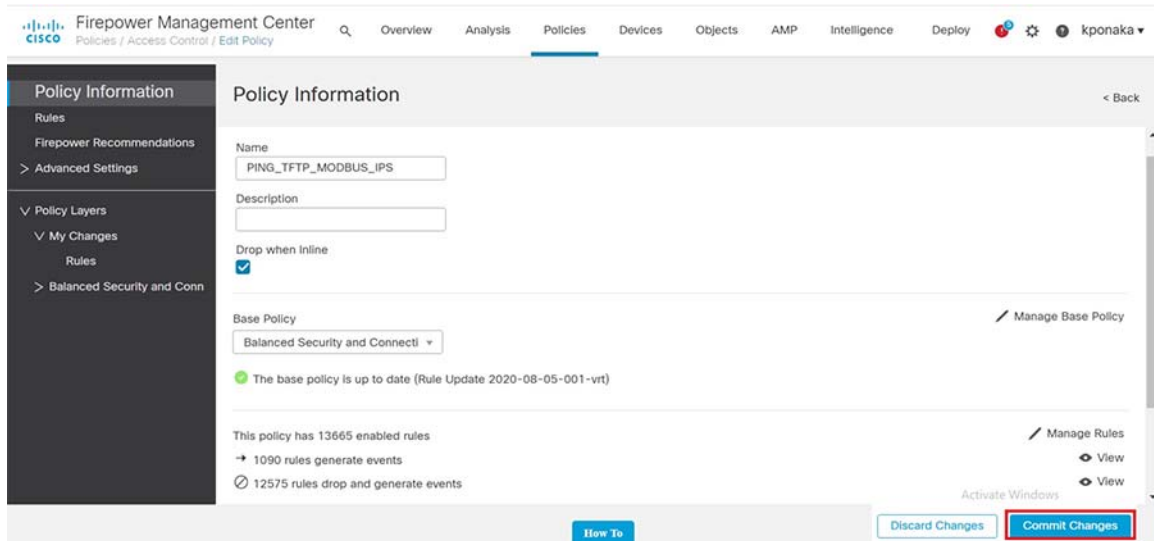 CISCO
Firepower Management Center
Policies / Access Control / Edit Policy
Overview Analysis Policies Devices Objects AMP Intelligence Deploy kponaka
Policy Information
Rules
Firepower Recommendations
> Advanced Settings
Policy Layers
My Changes
Rules
> Balanced Security and Conn
Policy Information
< Back
Name
PING_TFTP_MODBUS_IPS
Description
Drop when Inline
Base Policy
Manage Base Policy
Balanced Security and Connecti
The base policy is up to date (Rule Update 2020-08-05-001-vrt)
This policy has 13665 enabled rules
Manage Rules
→ 1090 rules generate events
View
12575 rules drop and generate events
View
Activate Windows
How To
Discard Changes
Commit Changes